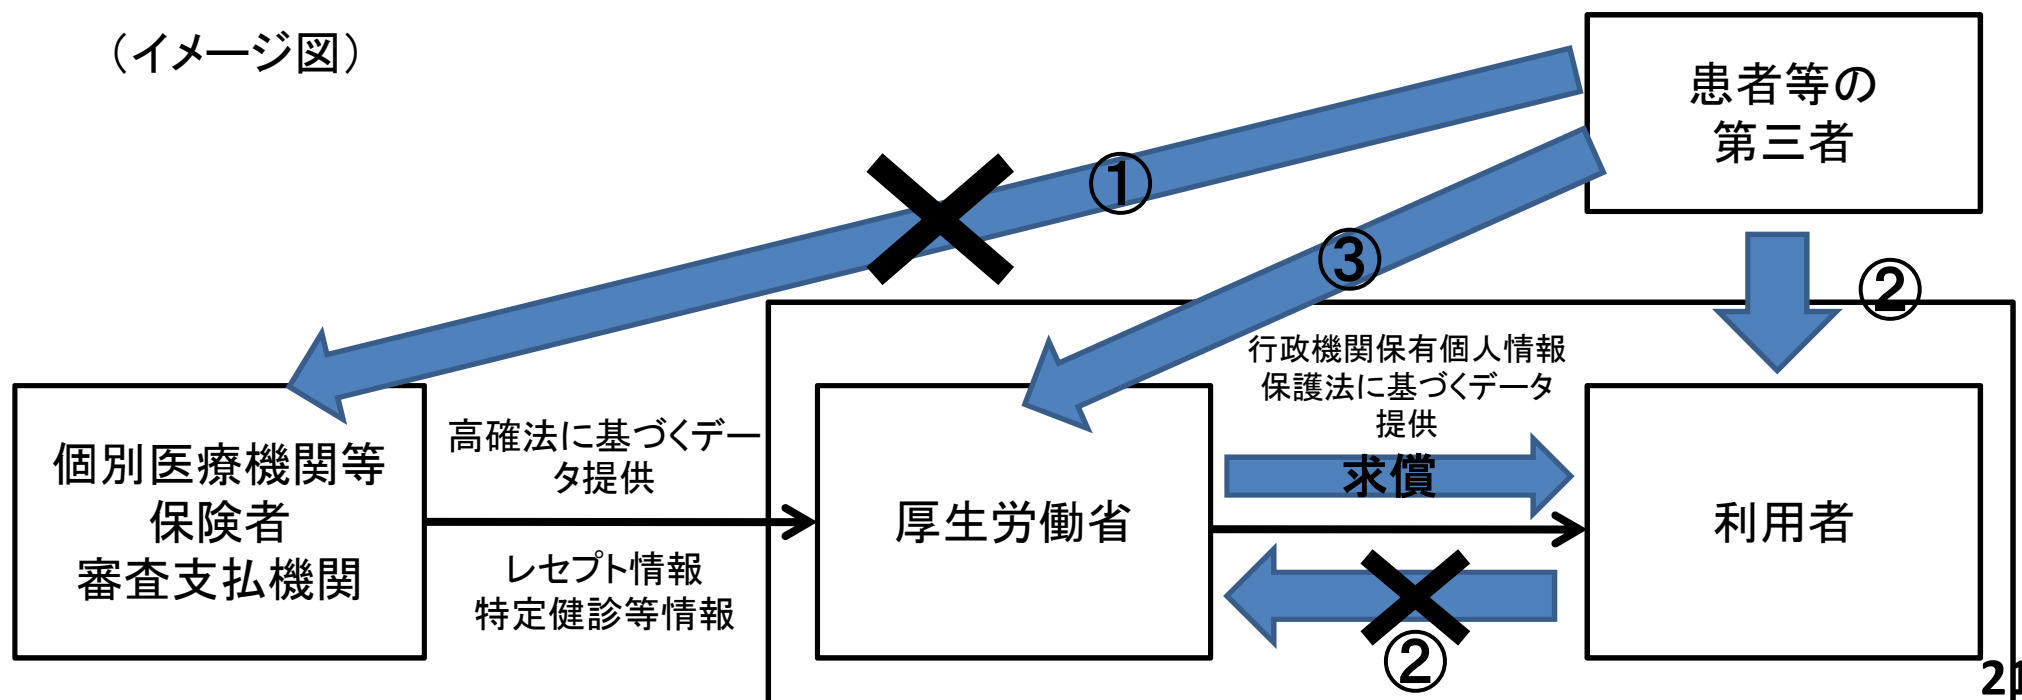 （イメージ図）
患者等の
第三者
①
③
②
行政機関保有個人情報
保護法に基づくデータ
提供
求償
個別医療機関等
保険者
審査支払機関
高確法に基づくデー
タ提供
レセプト情報
特定健診等情報
厚生労働省
利用者
②
21